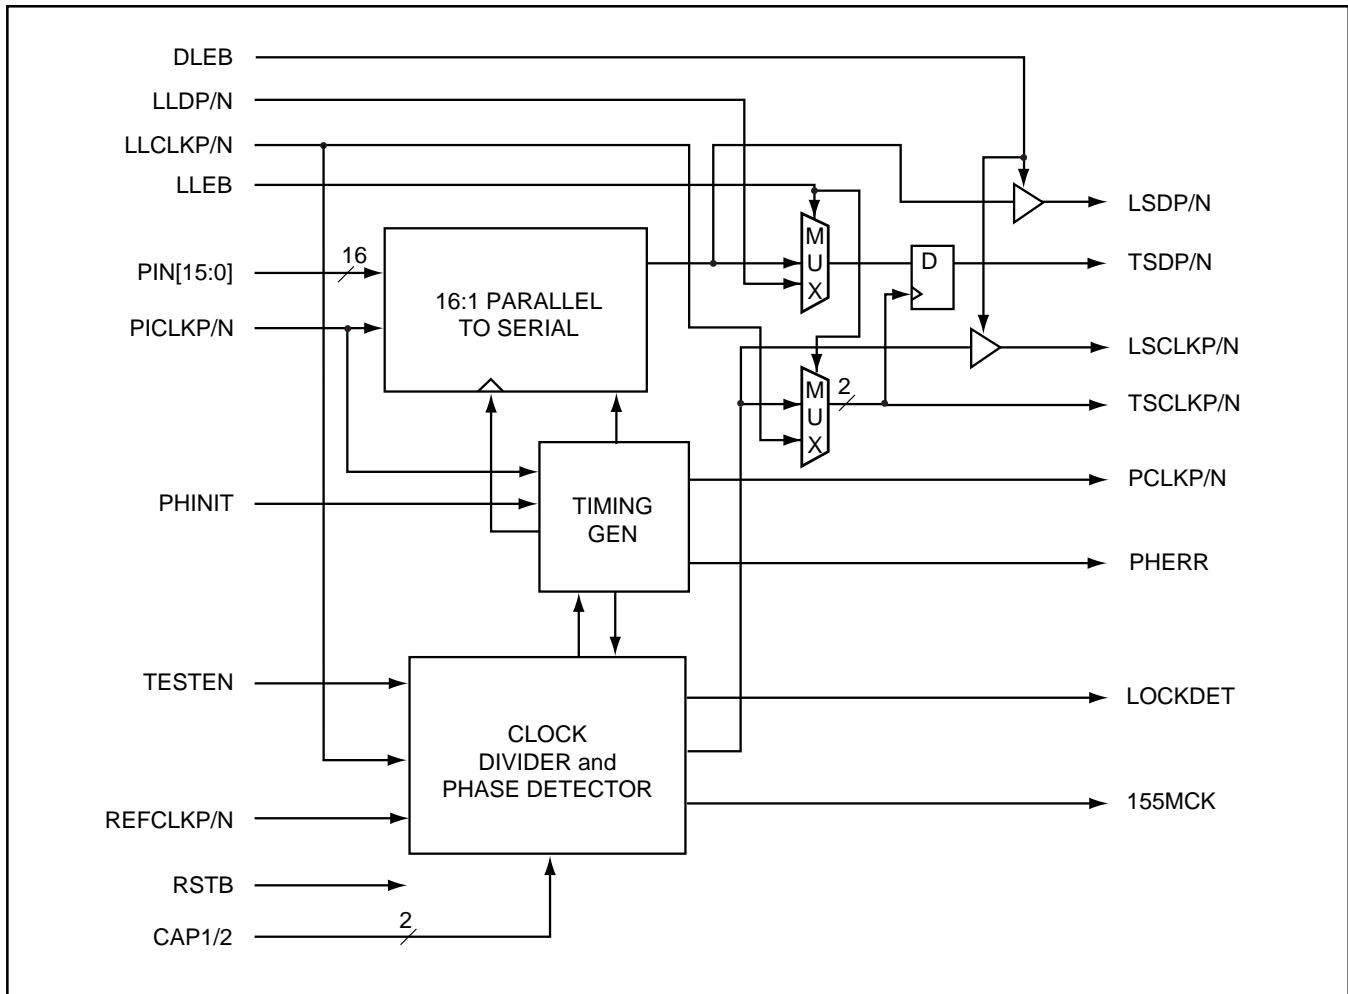 DLEB
LLDP/N
LLCLKP/N
LLEB
PIN[15:0]
16
PICLKP/N
PHINIT
TESTEN
REFCLKP/N
RSTB
CAP1/2
2
16:1 PARALLEL
TO SERIAL
TIMING
GEN
CLOCK
DIVIDER and
PHASE DETECTOR
M
U
X
M
U
X
2
D
LSDP/N
TSDP/N
LSCLKP/N
TSCLKP/N
PCLKP/N
PHERR
LOCKDET
155MCK